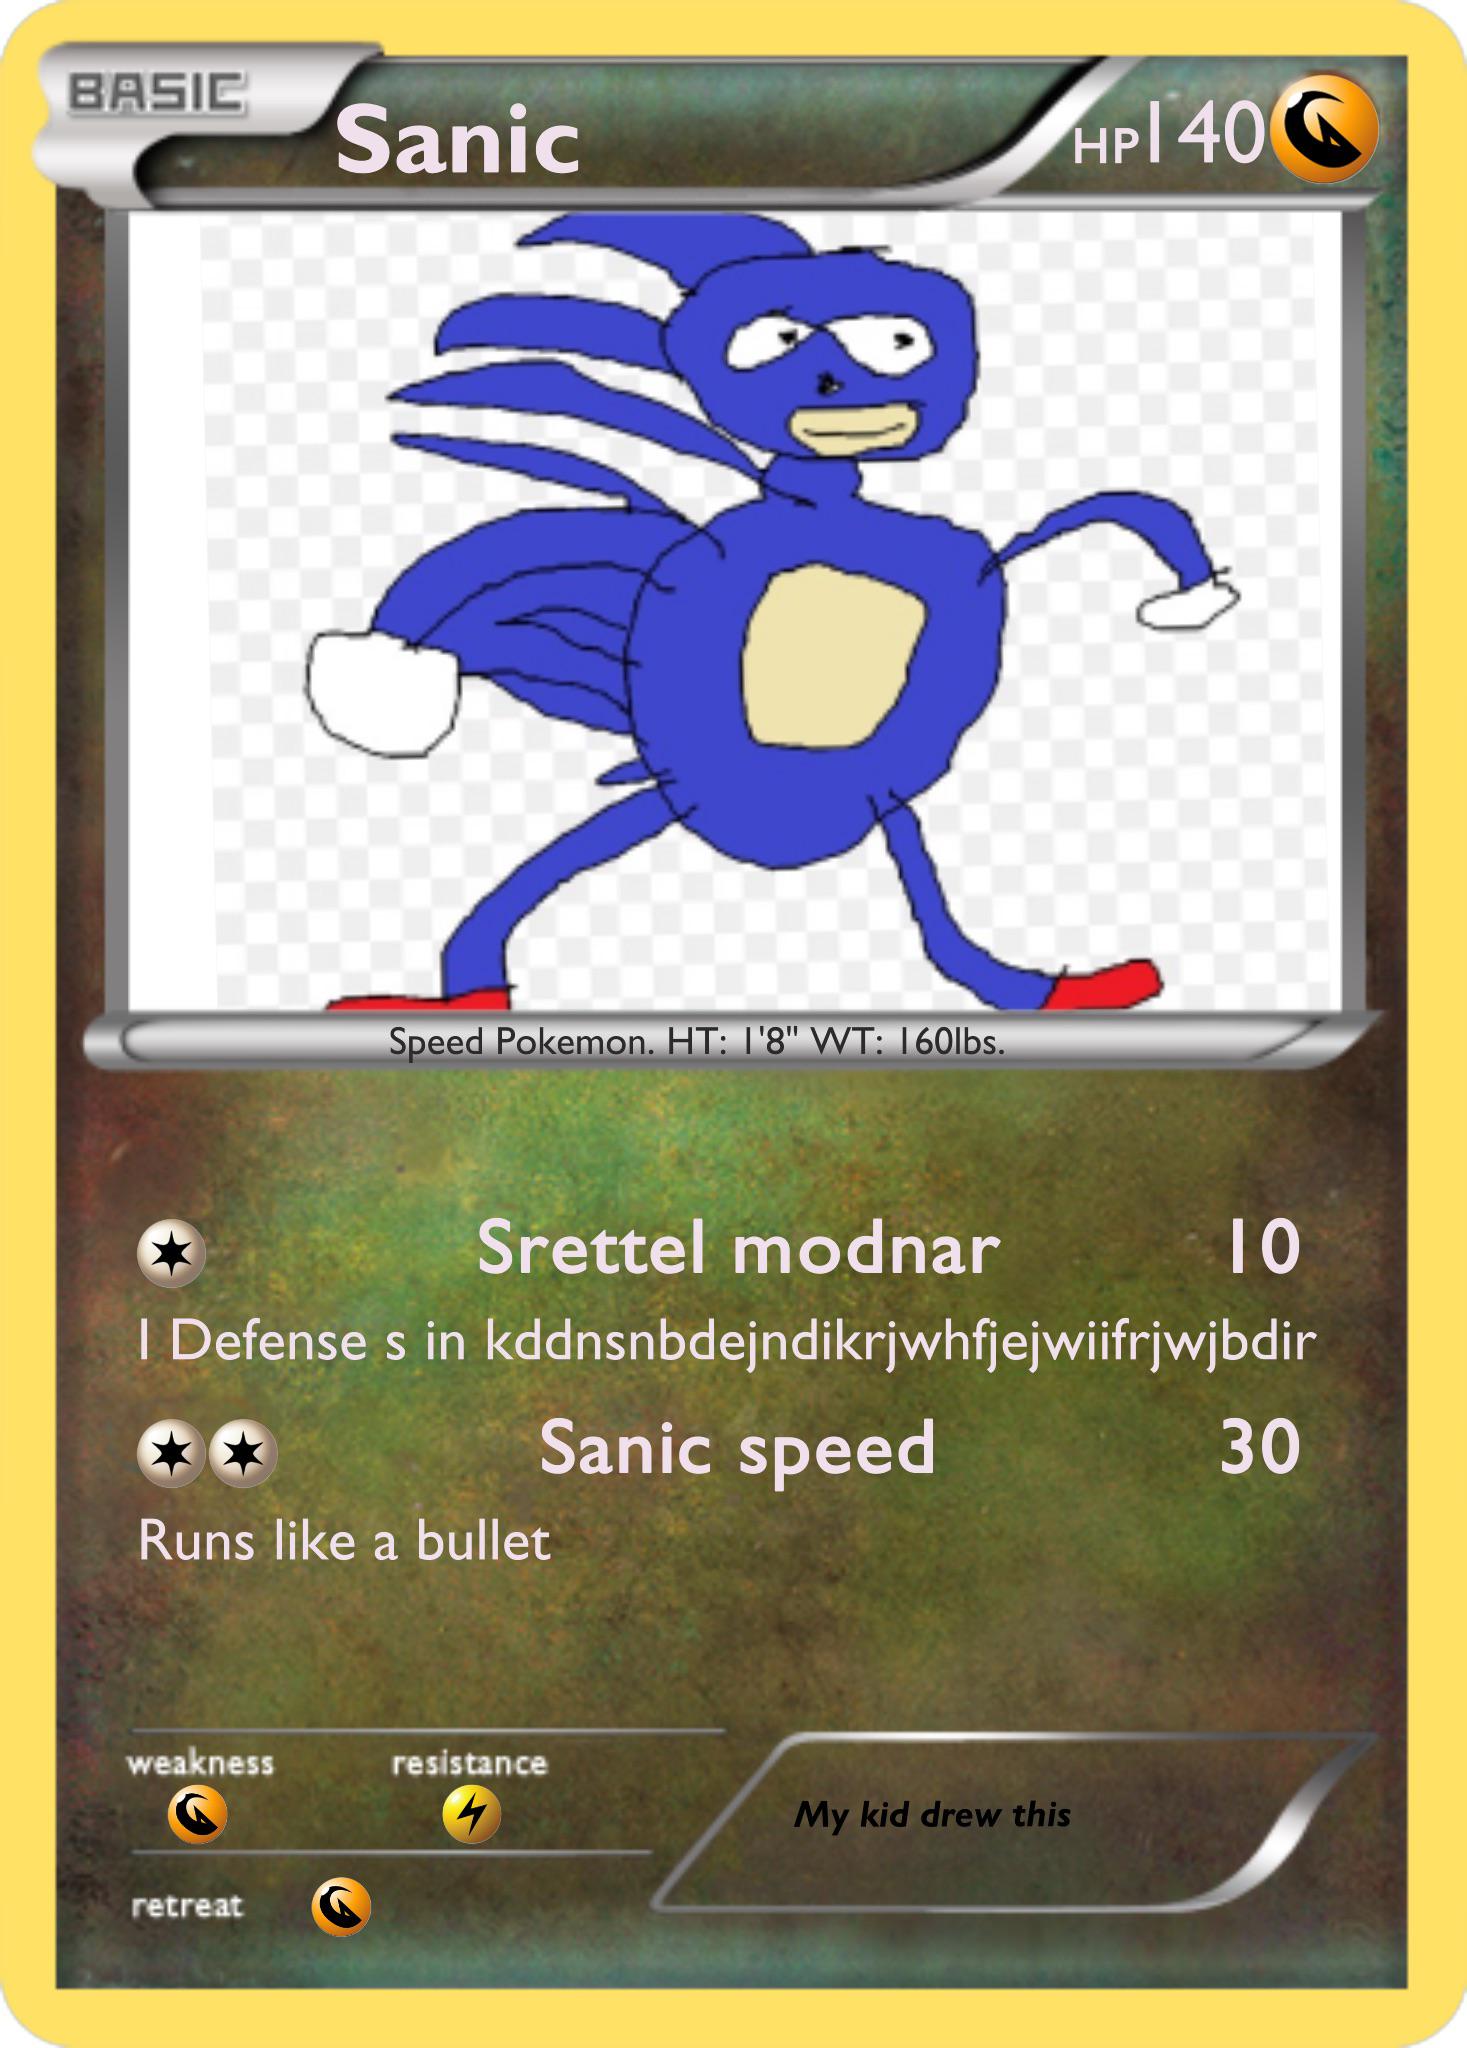 BASIC
Sanic
HP140
Speed Pokemon. HT: 1'8" WT: 160lbs.
Srettel modnar 10
I Defense s in kddnsnbdejndikrjwhfjejwiifrjwjbdir
Sanic speed 30
Runs like a bullet
weakness resistance
My kid drew this
retreat